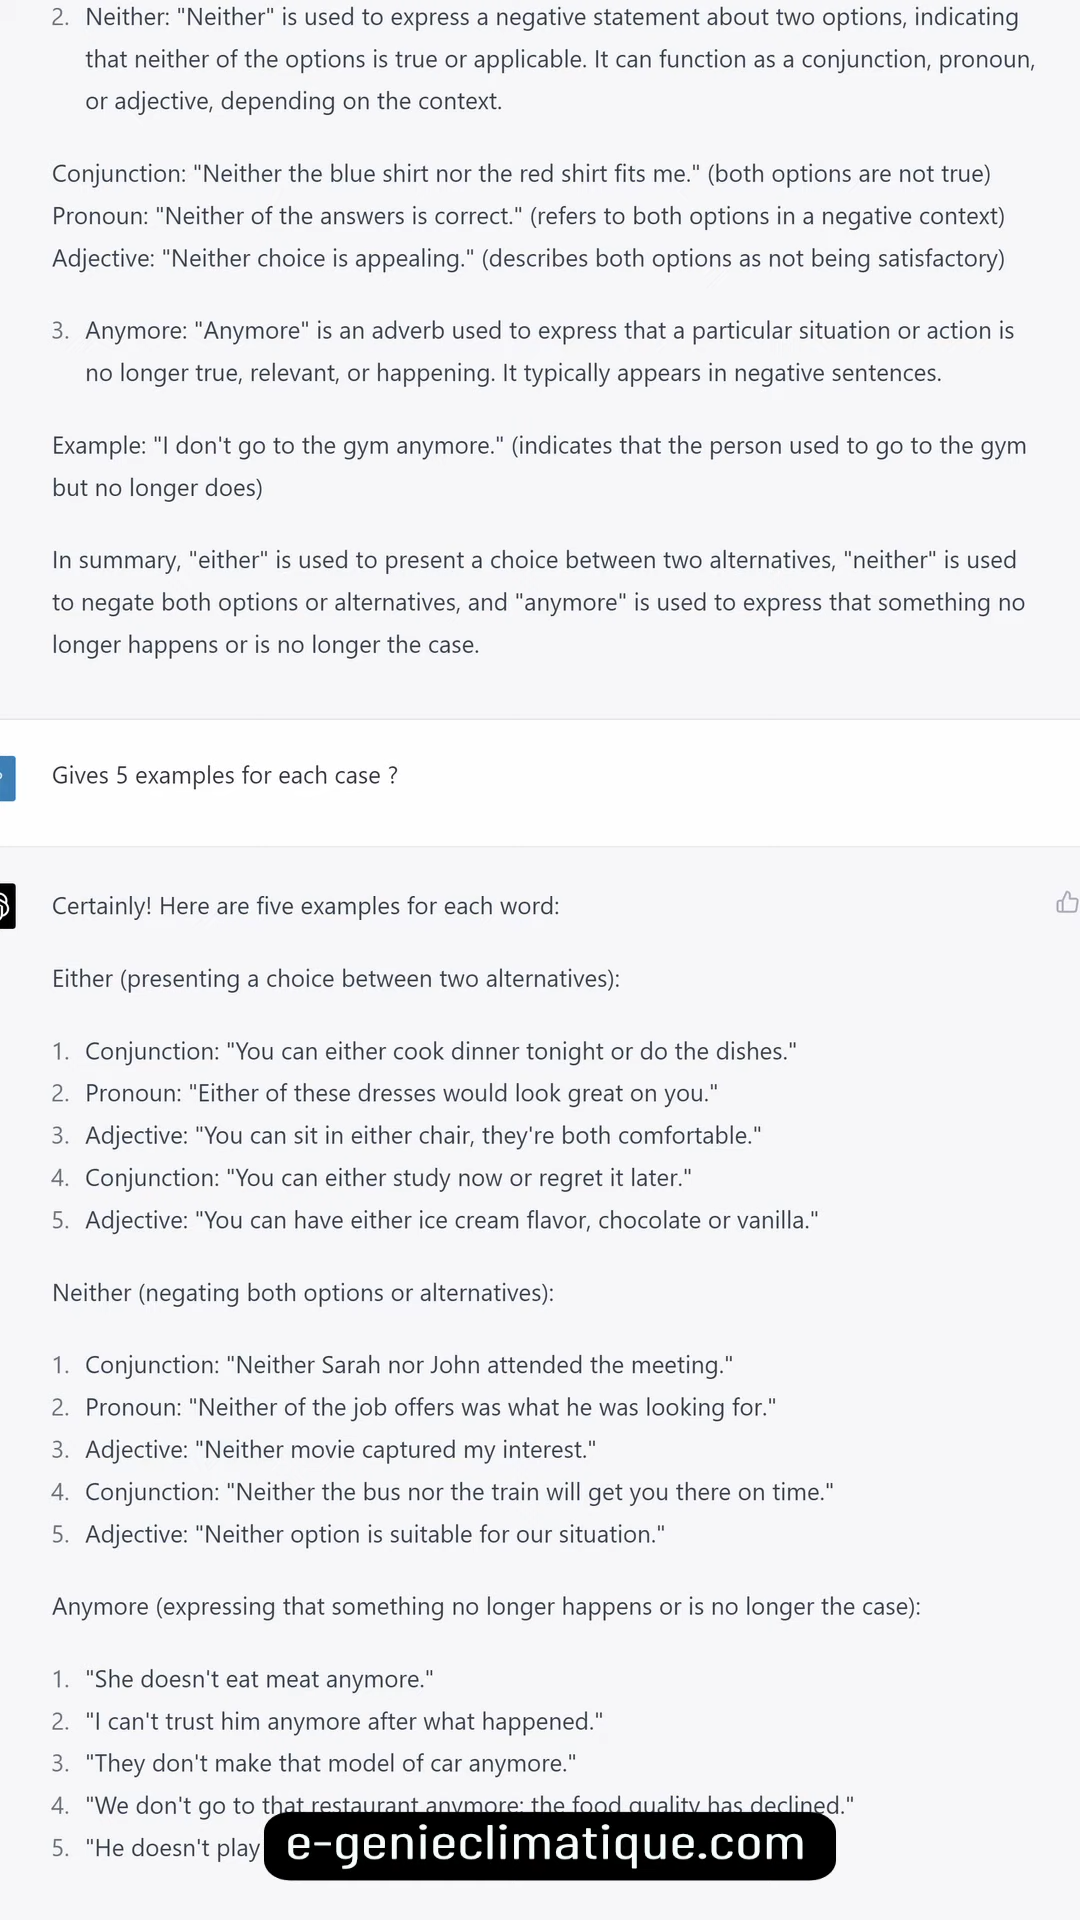 2. Neither: "Neither" is used to express a negative statement about two options, indicating
that neither of the options is true or applicable. It can function as a conjunction, pronoun,
or adjective, depending on the context.
Conjunction: "Neither the blue shirt nor the red shirt fits me." (both options are not true)
Pronoun: "Neither of the answers is correct." (refers to both options in a negative context)
Adjective: "Neither choice is appealing." (describes both options as not being satisfactory)
3. Anymore: "Anymore" is an adverb used to express that a particular situation or action is
no longer true, relevant, or happening. It typically appears in negative sentences.
Example: "I don't go to the gym anymore." (indicates that the person used to go to the gym
but no longer does)
In summary, "either" is used to present a choice between two alternatives, "neither" is used
to negate both options or alternatives, and "anymore" is used to express that something no
longer happens or is no longer the case.
Gives 5 examples for each case ?
Certainly! Here are five examples for each word:
Either (presenting a choice between two alternatives):
1. Conjunction: "You can either cook dinner tonight or do the dishes."
2. Pronoun: "Either of these dresses would look great on you."
3. Adjective: "You can sit in either chair, they're both comfortable."
4. Conjunction: "You can either study now or regret it later."
5. Adjective: "You can have either ice cream flavor, chocolate or vanilla."
Neither (negating both options or alternatives):
1. Conjunction: "Neither Sarah nor John attended the meeting."
2. Pronoun: "Neither of the job offers was what he was looking for."
3. Adjective: "Neither movie captured my interest."
4. Conjunction: "Neither the bus nor the train will get you there on time."
5. Adjective: "Neither option is suitable for our situation."
Anymore (expressing that something no longer happens or is no longer the case):
1. "She doesn't eat meat anymore."
2. "I can't trust him anymore after what happened."
3. "They don't make that model of car anymore."
4. "We don't go to that restaurant anymore; the food quality has declined."
5. "He doesn't play
e-genieclimatique.com